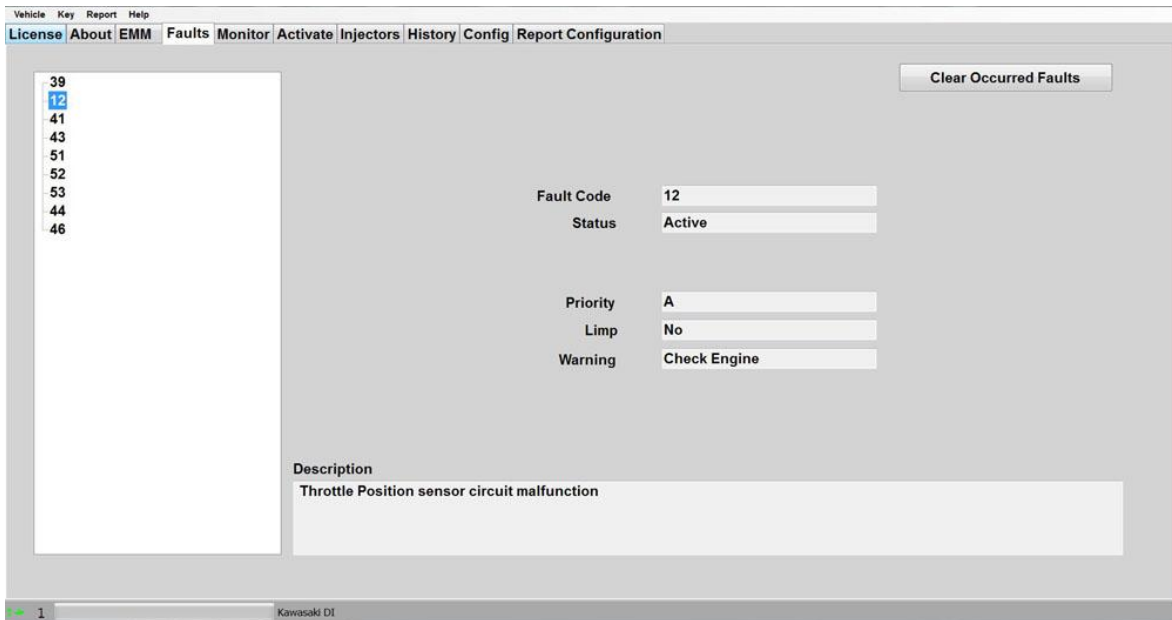 Vehicle Key Report Help
License About EMM Faults Monitor Activate Injectors History Config Report Configuration
39
12
41
43
51
52
53
44
46
Clear Occurred Faults
Fault Code 12
Status Active
Priority A
Limp No
Warning Check Engine
Description
Throttle Position sensor circuit malfunction
1 Kawasaki DI